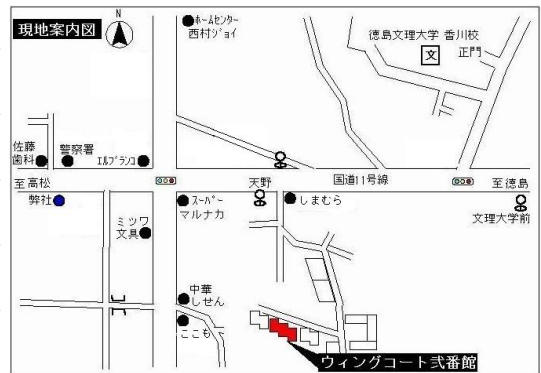 現地案内図
N
ホームセンター
西村ジョイ
徳島文理大学 香川校
文
正門
佐藤
歯科
警察署
エルブランコ
至高松
天野
国道11号線
至徳島
弊社
ミツワ
文具
スーパー
マルナカ
しまむら
文理大学前
中華
しせん
ここも
ウィングコート弐番館